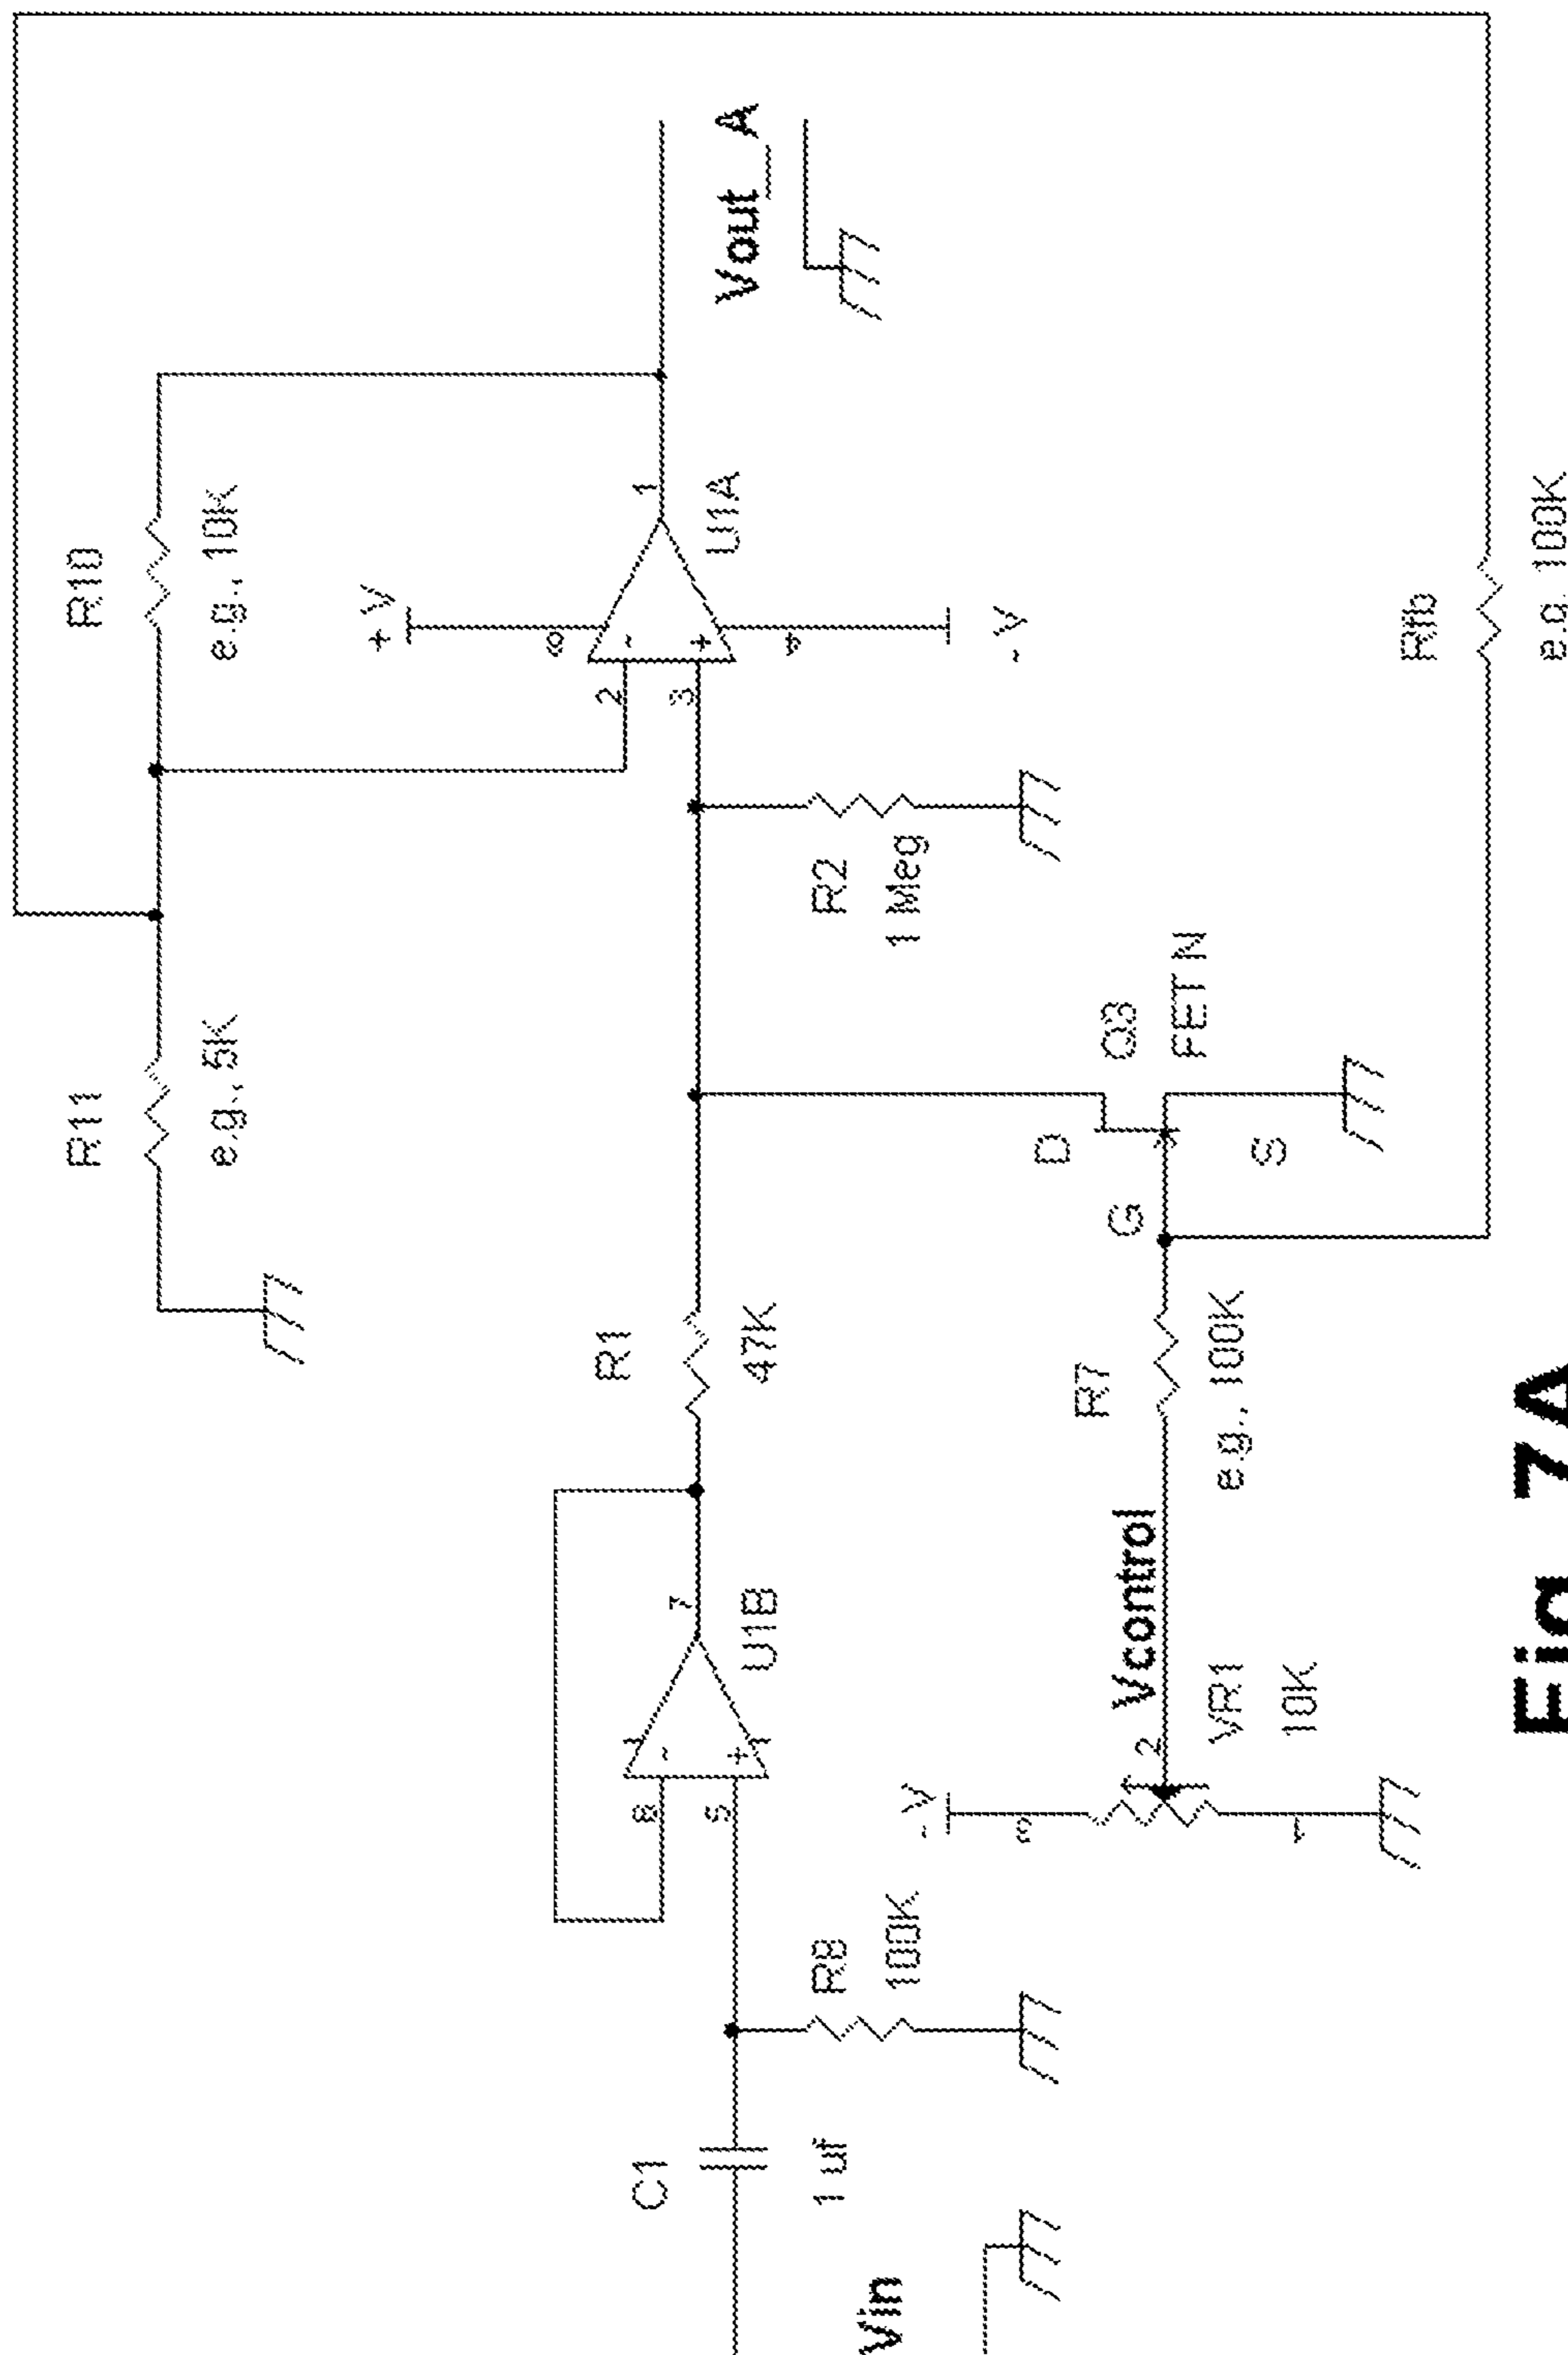 R11
e.g., 5K
R10
e.g., 10K
+V
8
2
-
3
+
1
U1A
4
-V
Vout_A
R1
47K
7
U1B
-
+
5
C1
1 uf
R8
100K
Vin
R2
1 Meg
D
Q3
FET N
G
S
R7
e.g., 100K
Vcontrol
-V
3
2
1
VR1
10K
Rfb
e.g. 100K
Fig. 7A